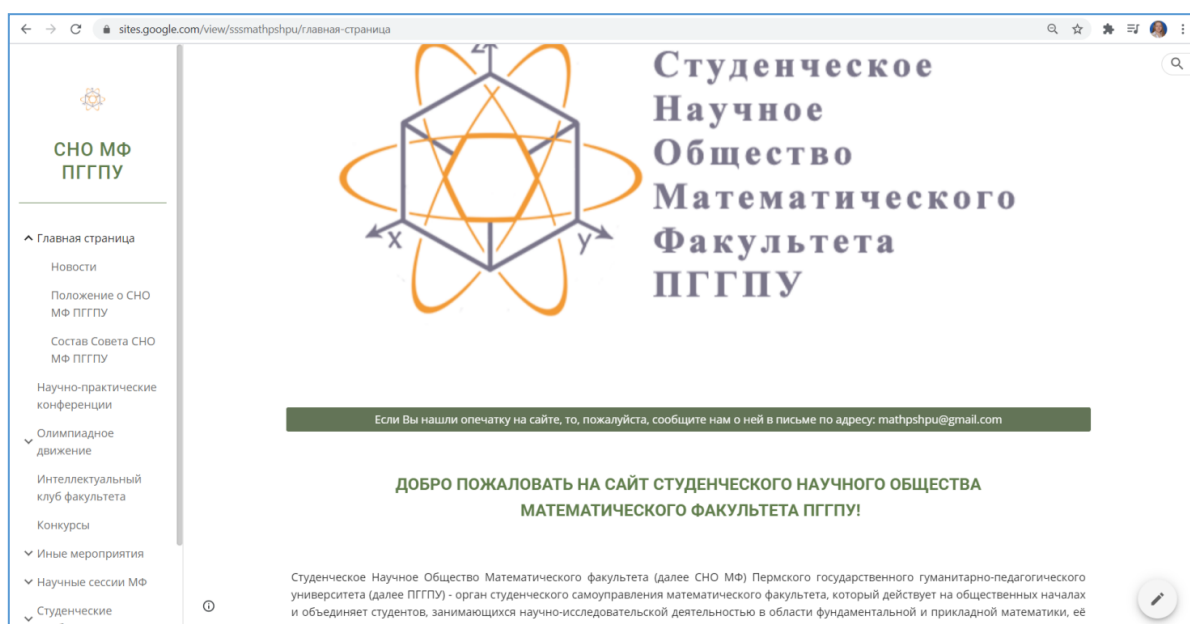 sites.google.com/view/sssmathpshpu/главная-страница
СНО МФ
ПГГПУ
Главная страница
Новости
Положение о СНО
МФ ПГГПУ
Состав Совета СНО
МФ ПГГПУ
Научно-практические
конференции
Олимпиадное
движение
Интеллектуальный
клуб факультета
Конкурсы
Иные мероприятия
Научные сессии МФ
Студенческие
Z
X
y
Студенческое
Научное
Общество
Математического
Факультета
ПГГПУ
Если Вы нашли опечатку на сайте, то, пожалуйста, сообщите нам о ней в письме по адресу: mathpshpu@gmail.com
ДОБРО ПОЖАЛОВАТЬ НА САЙТ СТУДЕНЧЕСКОГО НАУЧНОГО ОБЩЕСТВА
МАТЕМАТИЧЕСКОГО ФАКУЛЬТЕТА ПГГПУ!
Студенческое Научное Общество Математического факультета (далее СНО МФ) Пермского государственного гуманитарно-педагогического
университета (далее ПГГПУ) - орган студенческого самоуправления математического факультета, который действует на общественных началах
и объединяет студентов, занимающихся научно-исследовательской деятельностью в области фундаментальной и прикладной математики, её